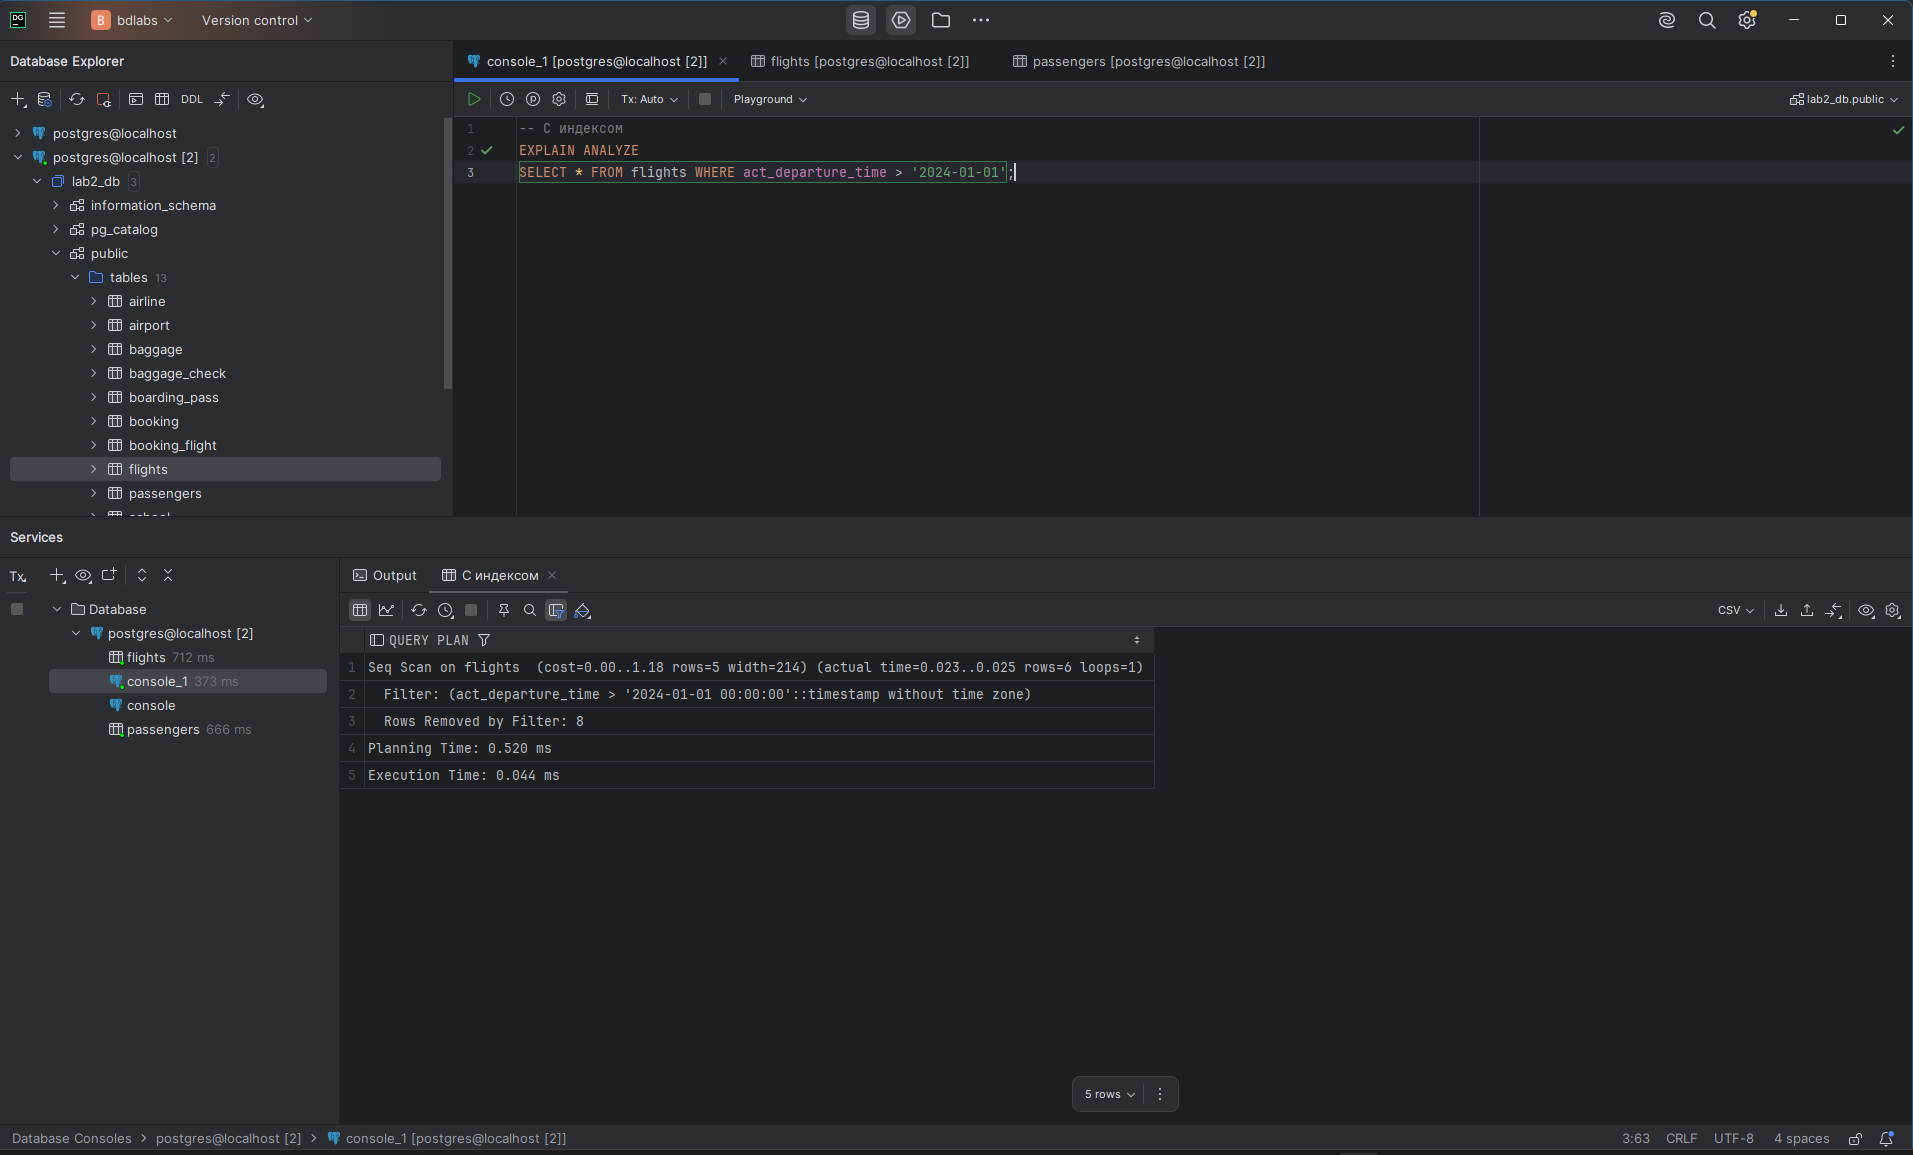 DG
B bdlabs
Version control
Database Explorer
console_1 [postgres@localhost [2]]
flights [postgres@localhost [2]]
passengers [postgres@localhost [2]]
DDL
Tx: Auto
Playground
lab2_db.public
postgres@localhost
postgres@localhost [2] 2
lab2_db 3
information_schema
pg_catalog
public
tables 13
airline
airport
baggage
baggage_check
boarding_pass
booking
booking_flight
flights
passengers
1 -- С индексом
2 EXPLAIN ANALYZE
3 SELECT * FROM flights WHERE act_departure_time > '2024-01-01';
Services
Tx
Database
postgres@localhost [2]
flights 712 ms
console_1 373 ms
console
passengers 666 ms
Output
С индексом
CSV
QUERY PLAN
1 Seq Scan on flights  (cost=0.00..1.18 rows=5 width=214) (actual time=0.023..0.025 rows=6 loops=1)
2   Filter: (act_departure_time > '2024-01-01 00:00:00'::timestamp without time zone)
3   Rows Removed by Filter: 8
4 Planning Time: 0.520 ms
5 Execution Time: 0.044 ms
5 rows
Database Consoles > postgres@localhost [2] > console_1 [postgres@localhost [2]]
3:63
CRLF
UTF-8
4 spaces